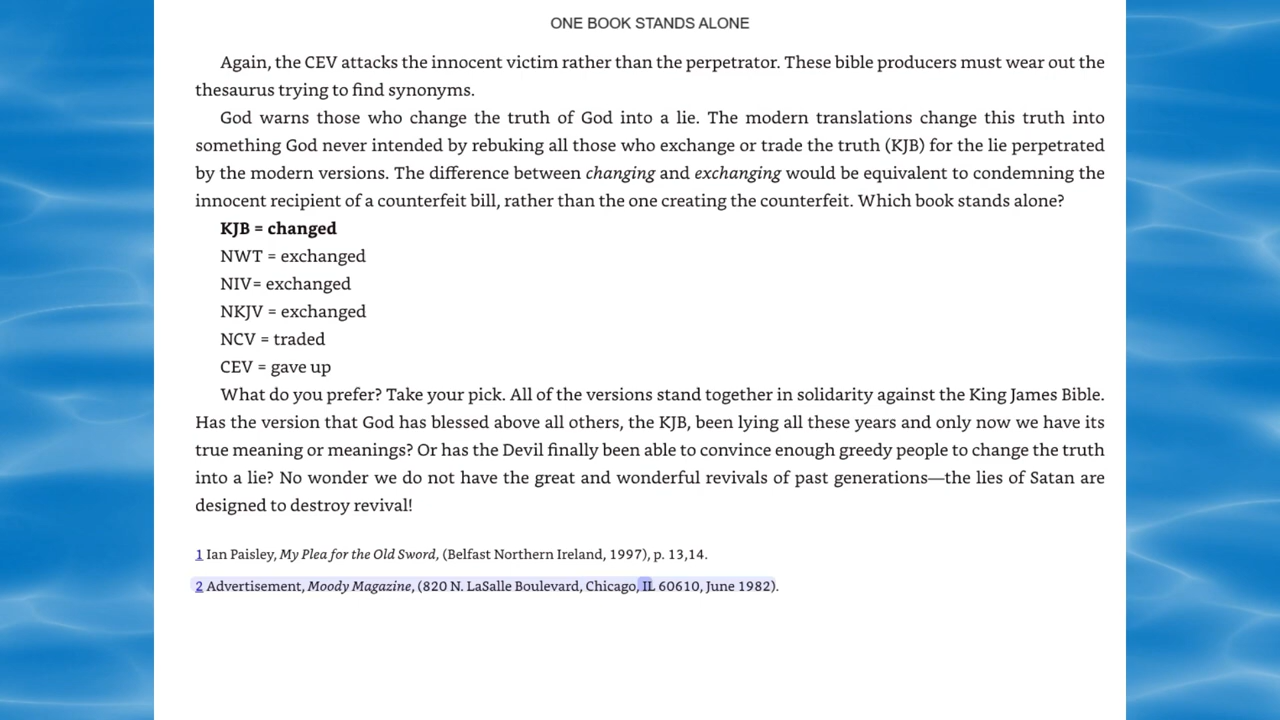 ONE BOOK STANDS ALONE
Again, the CEV attacks the innocent victim rather than the perpetrator. These bible producers must wear out the
thesaurus trying to find synonyms.
God warns those who change the truth of God into a lie. The modern translations change this truth into
something God never intended by rebuking all those who exchange or trade the truth (KJB) for the lie perpetrated
by the modern versions. The difference between changing and exchanging would be equivalent to condemning the
innocent recipient of a counterfeit bill, rather than the one creating the counterfeit. Which book stands alone?
KJB = changed
NWT = exchanged
NIV= exchanged
NKJV = exchanged
NCV = traded
CEV = gave up
What do you prefer? Take your pick. All of the versions stand together in solidarity against the King James Bible.
Has the version that God has blessed above all others, the KJB, been lying all these years and only now we have its
true meaning or meanings? Or has the Devil finally been able to convince enough greedy people to change the truth
into a lie? No wonder we do not have the great and wonderful revivals of past generations—the lies of Satan are
designed to destroy revival!
1 Ian Paisley, My Plea for the Old Sword, (Belfast Northern Ireland, 1997), p. 13,14.
2 Advertisement, Moody Magazine, (820 N. LaSalle Boulevard, Chicago, IL 60610, June 1982).